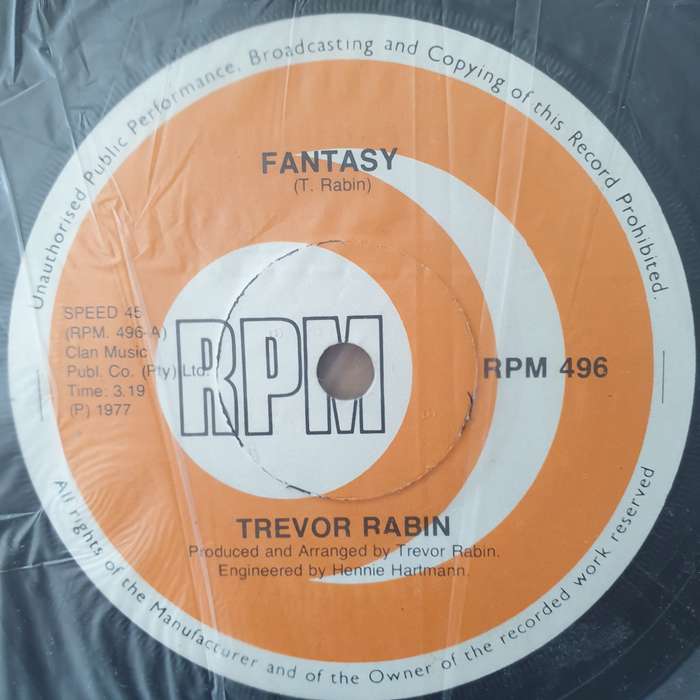 Unauthorised Public Performance, Broadcasting and Copying of this Record Prohibited.
FANTASY
(T. Rabin)
SPEED 45
(RPM. 496-A)
Clan Music
Publ. Co. (Pty) Ltd.
Time: 3.19
(P) 1977
RPM
RPM 496
TREVOR RABIN
Produced and Arranged by Trevor Rabin.
Engineered by Hennie Hartmann.
All rights of the Manufacturer and of the Owner of the recorded work reserved